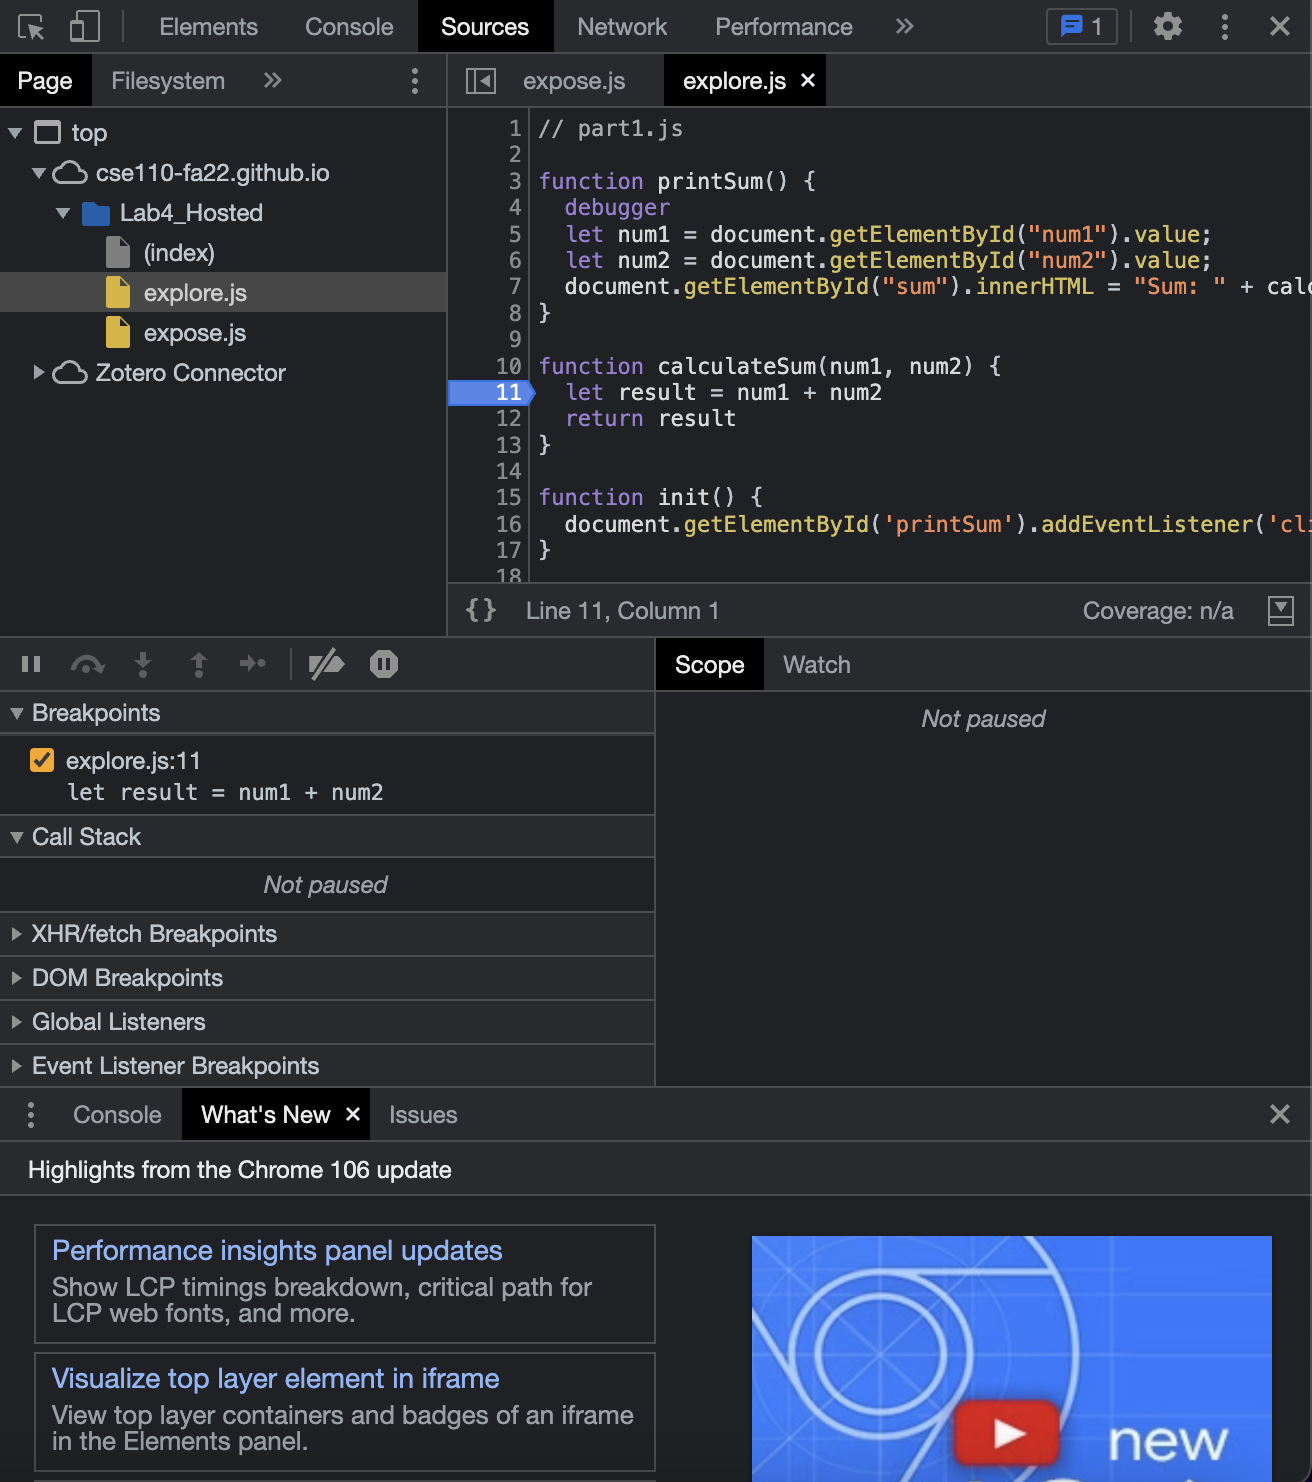 Elements Console Sources Network Performance 1
Page Filesystem
expose.js explore.js
top
cse110-fa22.github.io
Lab4_Hosted
(index)
explore.js
expose.js
Zotero Connector
1 // part1.js
2
3 function printSum() {
4 debugger
5 let num1 = document.getElementById("num1").value;
6 let num2 = document.getElementById("num2").value;
7 document.getElementById("sum").innerHTML = "Sum: " + calc
8 }
9
10 function calculateSum(num1, num2) {
11 let result = num1 + num2
12 return result
13 }
14
15 function init() {
16 document.getElementById('printSum').addEventListener('cli
17 }
18
{} Line 11, Column 1 Coverage: n/a
Breakpoints
explore.js:11
let result = num1 + num2
Call Stack
Not paused
XHR/fetch Breakpoints
DOM Breakpoints
Global Listeners
Event Listener Breakpoints
Scope Watch
Not paused
Console What's New Issues
Highlights from the Chrome 106 update
Performance insights panel updates
Show LCP timings breakdown, critical path for
LCP web fonts, and more.
Visualize top layer element in iframe
View top layer containers and badges of an iframe
in the Elements panel.
new